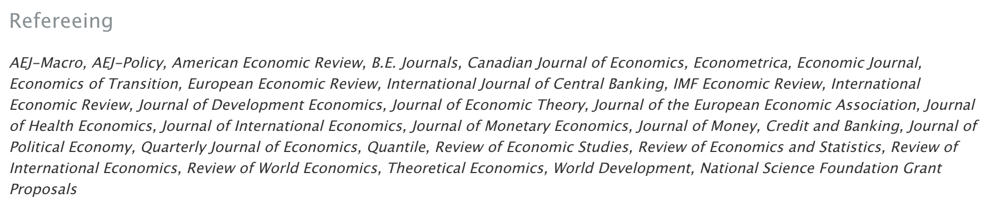 Refereeing
AEJ-Macro, AEJ-Policy, American Economic Review, B.E. Journals, Canadian Journal of Economics, Econometrica, Economic Journal,
Economics of Transition, European Economic Review, International Journal of Central Banking, IMF Economic Review, International
Economic Review, Journal of Development Economics, Journal of Economic Theory, Journal of the European Economic Association, Journal
of Health Economics, Journal of International Economics, Journal of Monetary Economics, Journal of Money, Credit and Banking, Journal of
Political Economy, Quarterly Journal of Economics, Quantile, Review of Economic Studies, Review of Economics and Statistics, Review of
International Economics, Review of World Economics, Theoretical Economics, World Development, National Science Foundation Grant
Proposals